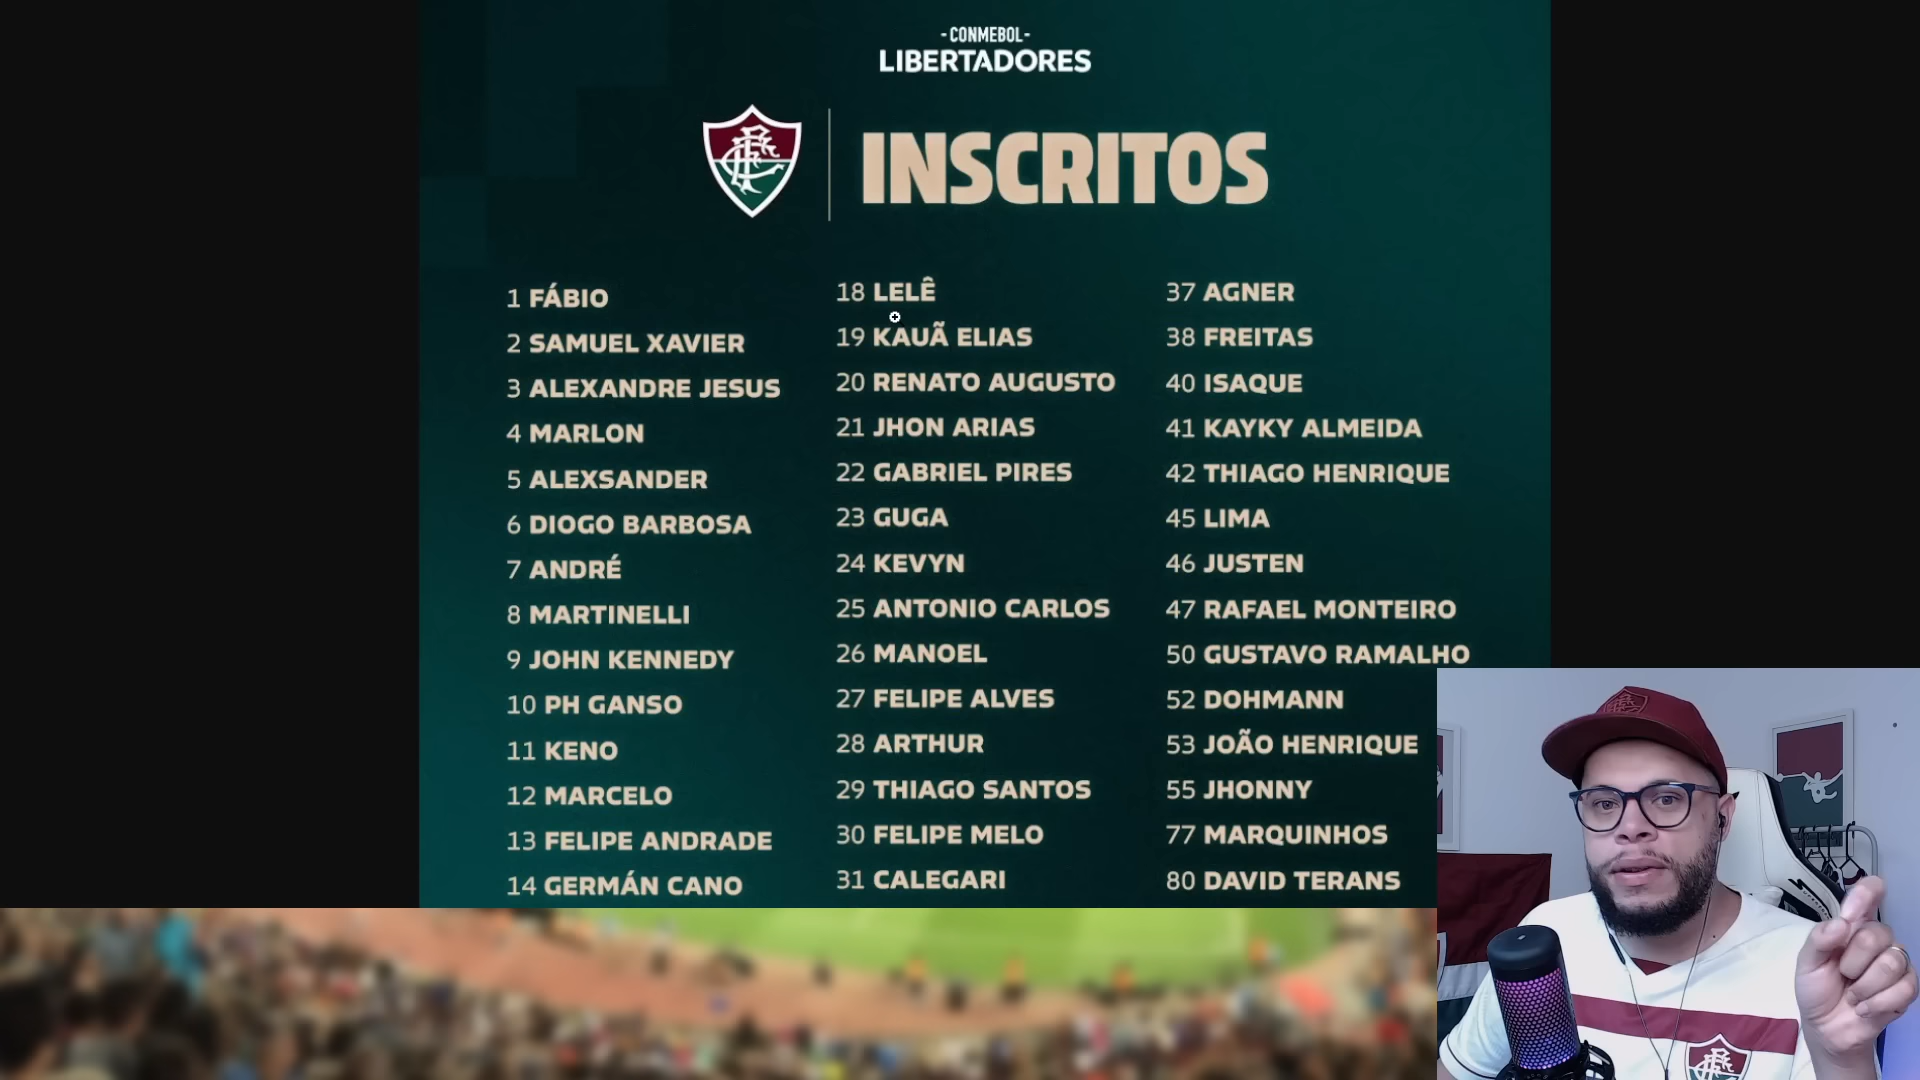 -CONMEBOL-
LIBERTADORES
INSCRITOS
1 FÁBIO
2 SAMUEL XAVIER
3 ALEXANDRE JESUS
4 MARLON
5 ALEXSANDER
6 DIOGO BARBOSA
7 ANDRÉ
8 MARTINELLI
9 JOHN KENNEDY
10 PH GANSO
11 KENO
12 MARCELO
13 FELIPE ANDRADE
14 GERMÁN CANO
18 LELÊ
19 KAUÃ ELIAS
20 RENATO AUGUSTO
21 JHON ARIAS
22 GABRIEL PIRES
23 GUGA
24 KEVYN
25 ANTONIO CARLOS
26 MANOEL
27 FELIPE ALVES
28 ARTHUR
29 THIAGO SANTOS
30 FELIPE MELO
31 CALEGARI
37 AGNER
38 FREITAS
40 ISAQUE
41 KAYKY ALMEIDA
42 THIAGO HENRIQUE
45 LIMA
46 JUSTEN
47 RAFAEL MONTEIRO
50 GUSTAVO RAMALHO
52 DOHMANN
53 JOÃO HENRIQUE
55 JHONNY
77 MARQUINHOS
80 DAVID TERANS